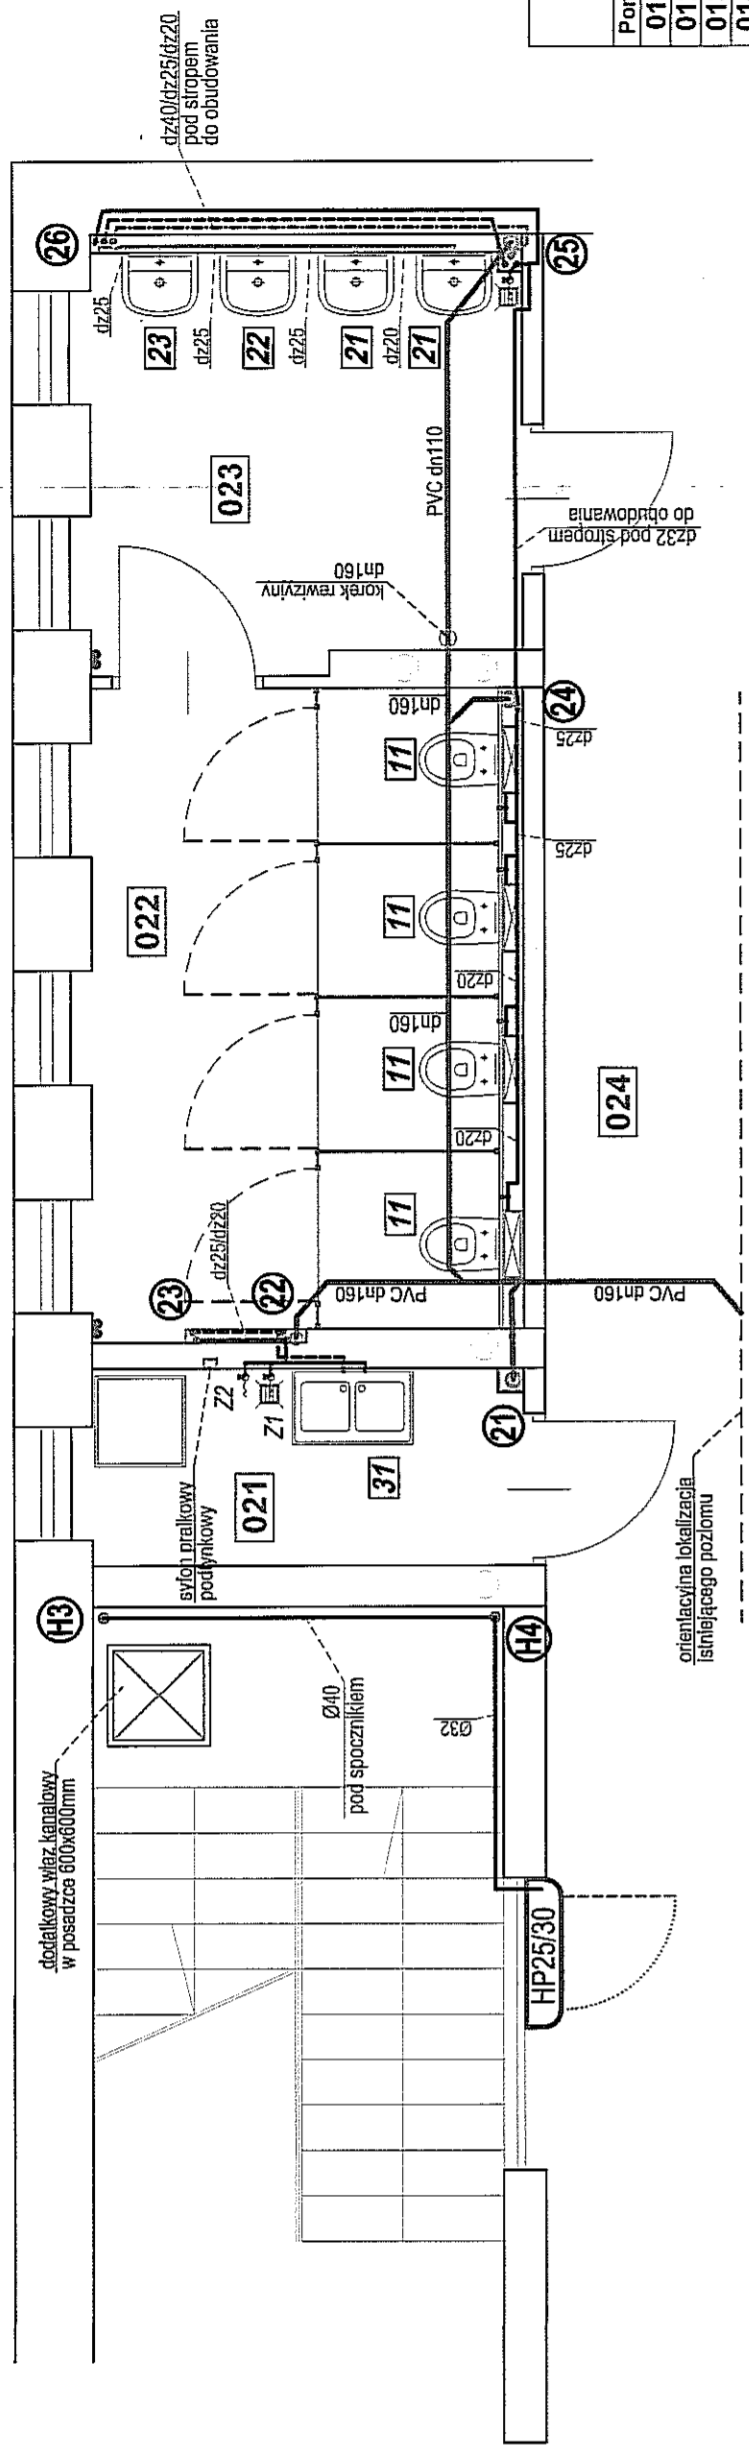 dz40/dz25/dz20
pod stropem
do obudowania
26
25
dz25
23
dz25
22
dz25
21
dz20
21
023
PVC dn110
dz32 pod stropem
do obudowania
korek rewizyjny
dn160
dn160
24
dz25
11
dz25
022
11
dz20
dn160
11
dz20
024
11
23
dz25/dz20
22
PVC dn160
PVC dn160
Z2
Z1
21
31
021
syfon pralkowy
podtynkowy
orientacyjna lokalizacja
istniejącego poziomu
H3
H4
Ø40
pod spocznikiem
Ø32
dodatkowy właz kanałowy
w posadzce 600x600mm
HP25/30
01
01
01